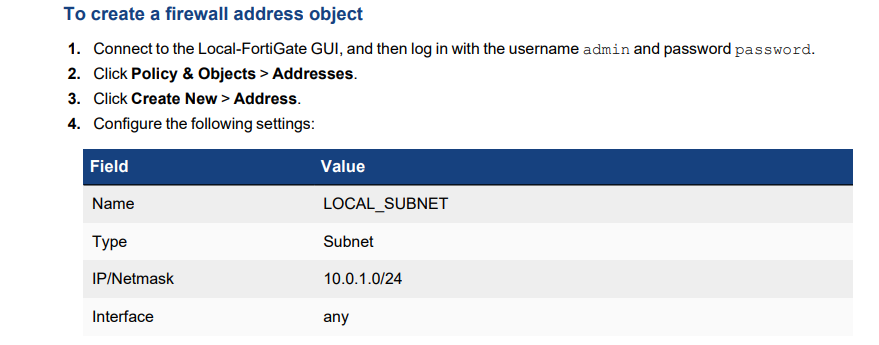 To create a firewall address object
1. Connect to the Local-FortiGate GUI, and then log in with the username admin and password password.
2. Click Policy & Objects > Addresses.
3. Click Create New > Address.
4. Configure the following settings:
Field Value
Name LOCAL_SUBNET
Type Subnet
IP/Netmask 10.0.1.0/24
Interface any